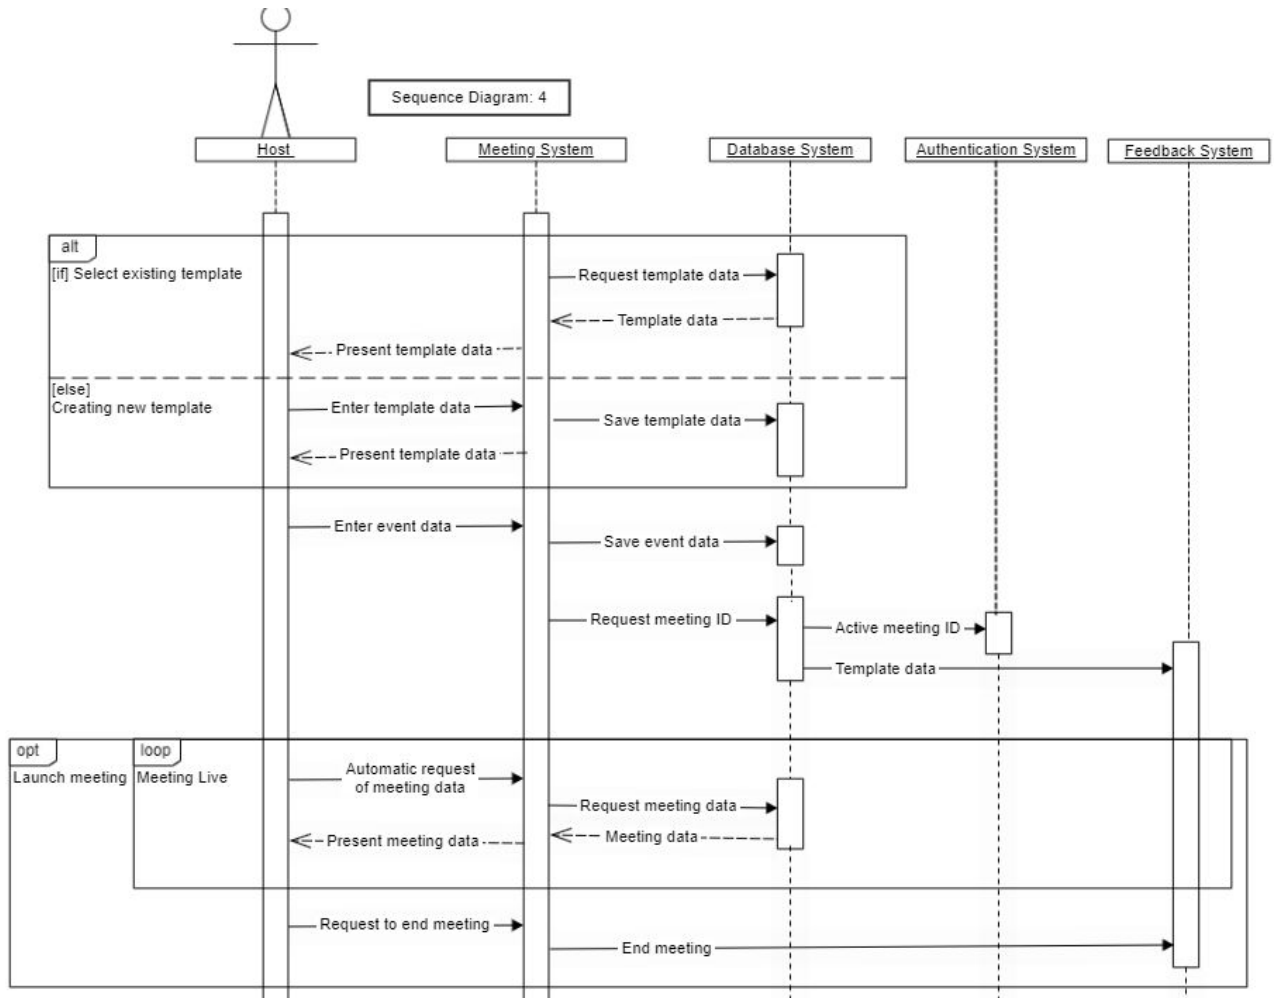 Sequence Diagram: 4
Host
Meeting System
Database System
Authentication System
Feedback System
alt
[if] Select existing template
Request template data
Template data
Present template data
[else]
Creating new template
Enter template data
Save template data
Present template data
Enter event data
Save event data
Request meeting ID
Active meeting ID
Template data
opt
loop
Launch meeting
Meeting Live
Automatic request
of meeting data
Request meeting data
Meeting data
Present meeting data
Request to end meeting
End meeting